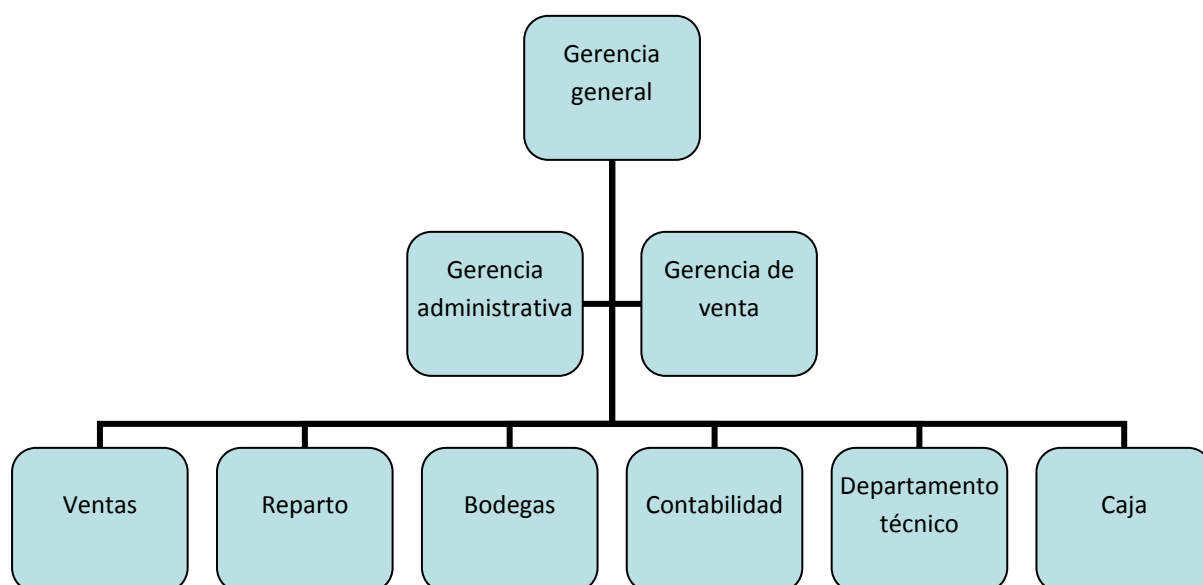 Gerencia
general
Gerencia
administrativa
Gerencia de
venta
Ventas
Reparto
Bodegas
Contabilidad
Departamento
técnico
Caja